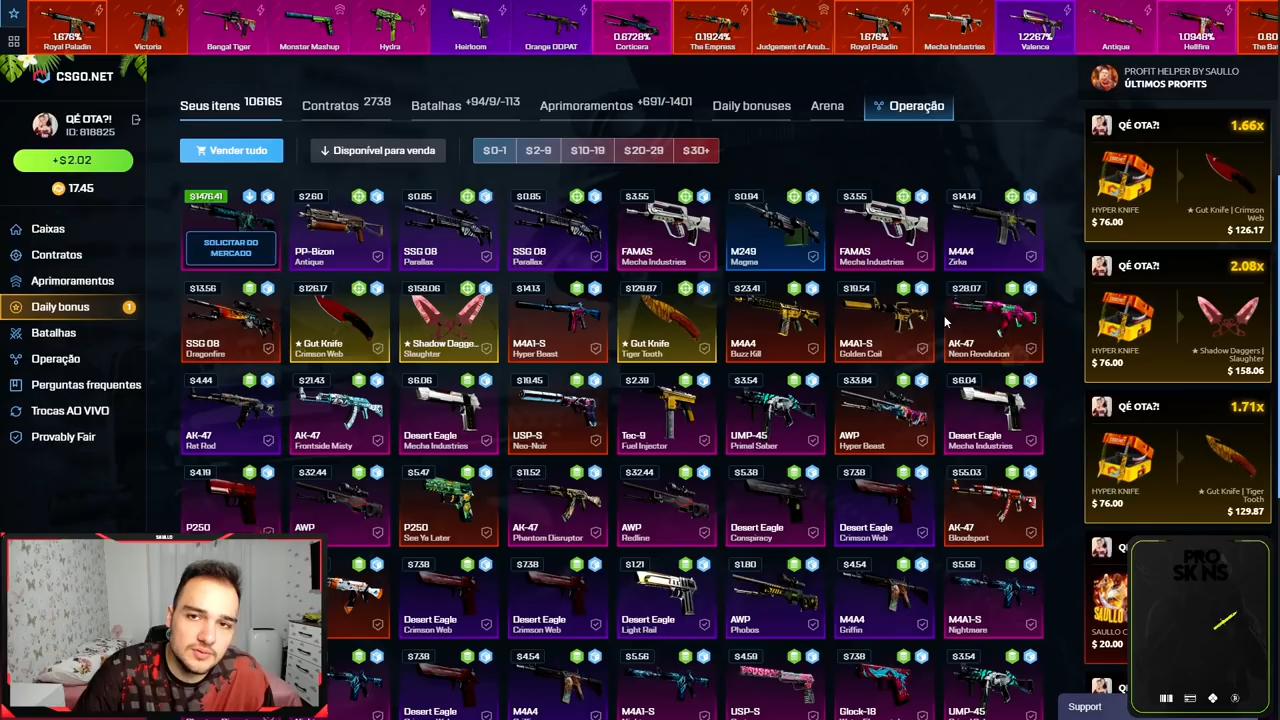 Royal Paladin
1.676%
Victoria
Bengal Tiger
Monster Mashup
Hydra
Heirloom
Orange DDPAT
Corticera
0.6728%
The Empress
0.1924%
Judgement of Anub...
Royal Paladin
1.676%
Mecha Industries
Valence
1.2267%
Antique
Hellfire
1.0948%
CSGO.NET
QÉ OTA?!
ID: 818825
+$2.02
17.45
Caixas
Contratos
Aprimoramentos
Daily bonus 1
Batalhas
Operação
Perguntas frequentes
Trocas AO VIVO
Provably Fair
Seus itens 106165
Contratos 2738
Batalhas +94/9/-113
Aprimoramentos +691/-1401
Daily bonuses
Arena
Operação
Vender tudo
Disponível para venda
$0-1
$2-9
$10-19
$20-29
$30+
$1476.41
SOLICITAR DO
MERCADO
$2.60
PP-Bizon
Antique
$0.85
SSG 08
Parallax
$0.85
SSG 08
Parallax
$3.55
FAMAS
Mecha Industries
$0.94
M249
Magma
$3.55
FAMAS
Mecha Industries
$14.14
M4A4
Zirka
$13.56
SSG 08
Dragonfire
$126.17
★ Gut Knife
Crimson Web
$158.06
★ Shadow Dagge...
Slaughter
$14.13
M4A1-S
Hyper Beast
$129.87
★ Gut Knife
Tiger Tooth
$23.41
M4A4
Buzz Kill
$19.54
M4A1-S
Golden Coil
$28.07
AK-47
Neon Revolution
$4.44
AK-47
Rat Rod
$21.43
AK-47
Frontside Misty
$6.06
Desert Eagle
Mecha Industries
$19.45
USP-S
Neo-Noir
$2.39
Tec-9
Fuel Injector
$3.54
UMP-45
Primal Saber
$33.84
AWP
Hyper Beast
$6.04
Desert Eagle
Mecha Industries
$4.19
P250
$32.44
AWP
$5.47
P250
See Ya Later
$11.52
AK-47
Phantom Disruptor
$32.44
AWP
Redline
$5.38
Desert Eagle
Conspiracy
$7.38
Desert Eagle
Crimson Web
$55.03
AK-47
Bloodsport
$7.38
Desert Eagle
Crimson Web
$7.38
Desert Eagle
Crimson Web
$1.21
Desert Eagle
Light Rail
$1.80
AWP
Phobos
$4.54
M4A4
Griffin
$5.56
M4A1-S
Nightmare
$7.38
Desert Eagle
$4.54
M4A4
$5.56
M4A1-S
$4.59
USP-S
$7.38
Glock-18
$3.54
UMP-45
PROFIT HELPER BY SAULLO
ÚLTIMOS PROFITS
QÉ OTA?!
1.66x
HYPER KNIFE
$ 76.00
★ Gut Knife | Crimson
Web
$ 126.17
QÉ OTA?!
2.08x
HYPER KNIFE
$ 76.00
★ Shadow Daggers |
Slaughter
$ 158.06
QÉ OTA?!
1.71x
HYPER KNIFE
$ 76.00
★ Gut Knife | Tiger
Tooth
$ 129.87
SAULLO C
$ 20.00
PRO
SKINS
Support
SAULLO